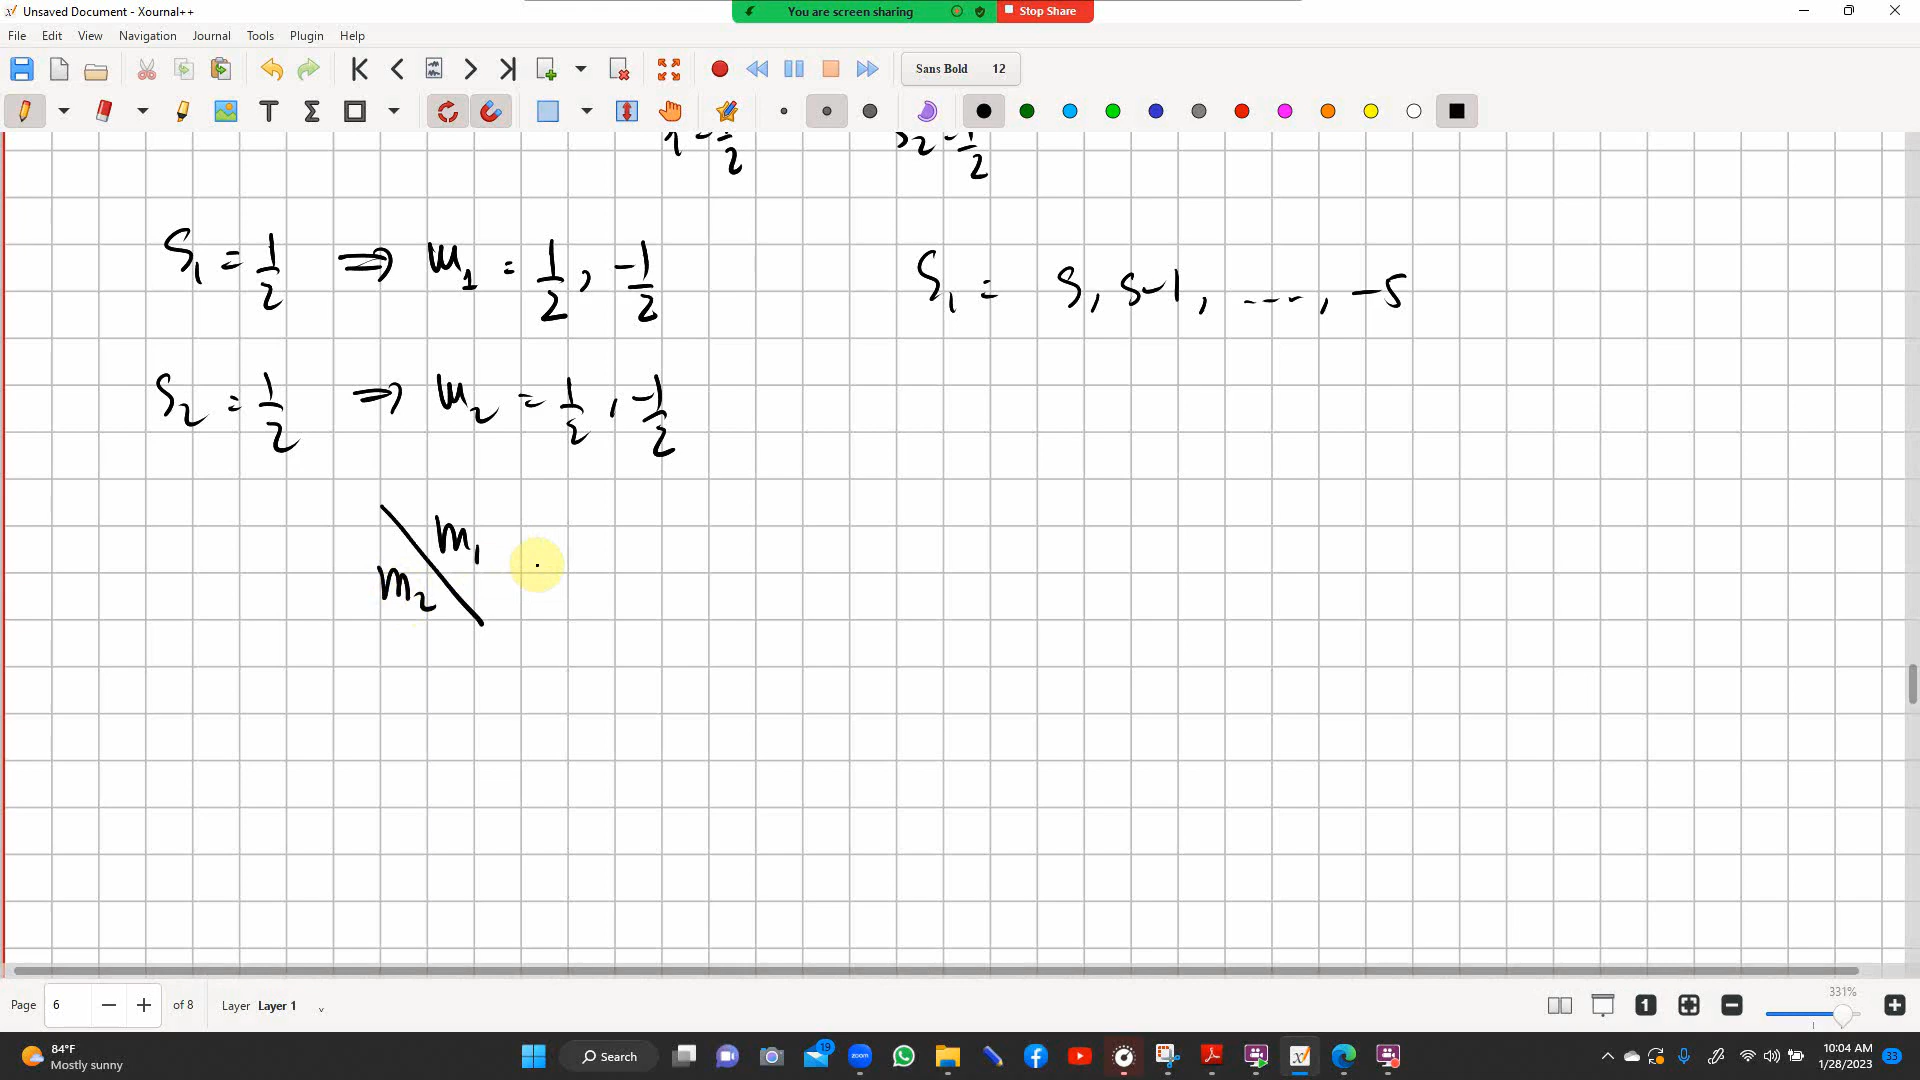 Unsaved Document - Xournal++
You are screen sharing
Stop Share
File Edit View Navigation Journal Tools Plugin Help
Sans Bold 12
S₁ = 1/2 ⇒ m₁ = 1/2, -1/2
S₁ = S, S-1, ...., -S
S₂ = 1/2 ⇒ m₂ = 1/2, -1/2
m₁
m₂
Page 6 of 8 Layer Layer 1
331%
84°F
Mostly sunny
Search
19
zoom
10:04 AM
1/28/2023
33